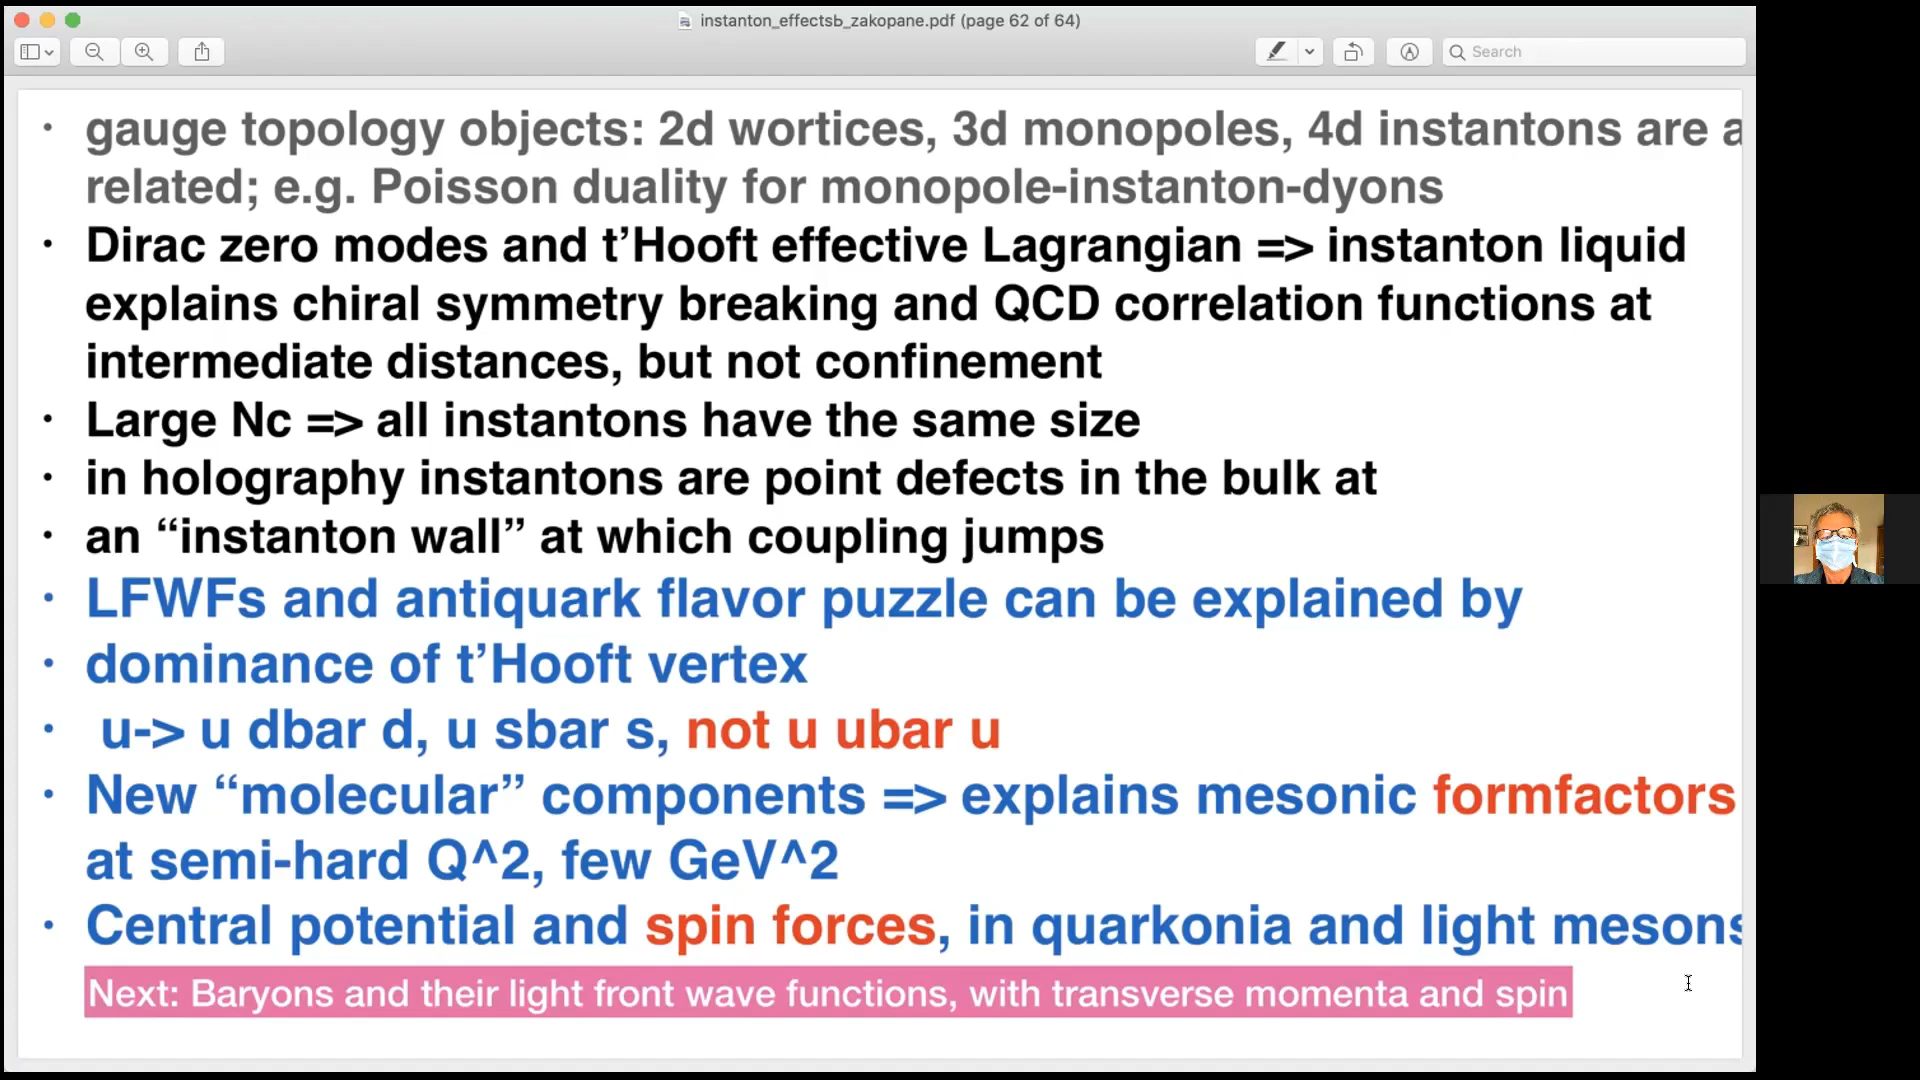 instanton_effectsb_zakopane.pdf (page 62 of 64)
Search
· gauge topology objects: 2d wortices, 3d monopoles, 4d instantons are a
related; e.g. Poisson duality for monopole-instanton-dyons
· Dirac zero modes and t’Hooft effective Lagrangian => instanton liquid
explains chiral symmetry breaking and QCD correlation functions at
intermediate distances, but not confinement
· Large Nc => all instantons have the same size
· in holography instantons are point defects in the bulk at
· an “instanton wall” at which coupling jumps
· LFWFs and antiquark flavor puzzle can be explained by
· dominance of t’Hooft vertex
· u-> u dbar d, u sbar s, not u ubar u
· New “molecular” components => explains mesonic formfactors
at semi-hard Q^2, few GeV^2
· Central potential and spin forces, in quarkonia and light mesons
Next: Baryons and their light front wave functions, with transverse momenta and spin